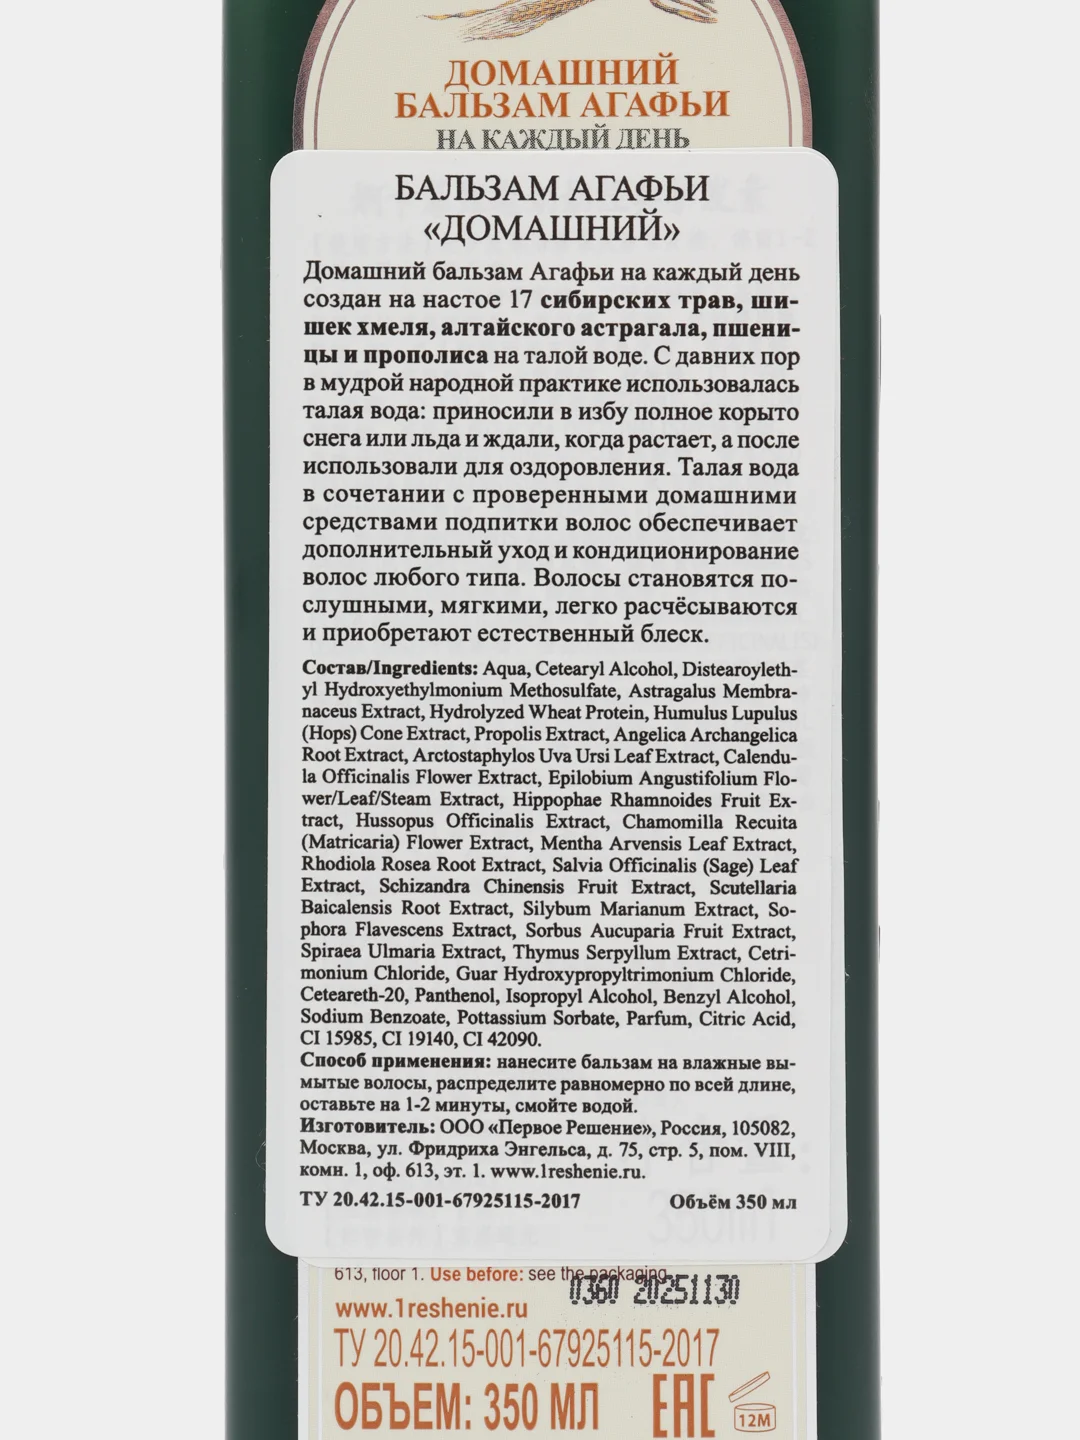 ДОМАШНИЙ
БАЛЬЗАМ АГАФЬИ
НА КАЖДЫЙ ДЕНЬ
БАЛЬЗАМ АГАФЬИ
«ДОМАШНИЙ»
Домашний бальзам Агафьи на каждый день
создан на настое 17 сибирских трав, ши-
шек хмеля, алтайского астрагала, пшени-
цы и прополиса на талой воде. С давних пор
в мудрой народной практике использовалась
талая вода: приносили в избу полное корыто
снега или льда и ждали, когда растает, а после
использовали для оздоровления. Талая вода
в сочетании с проверенными домашними
средствами подпитки волос обеспечивает
дополнительный уход и кондиционирование
волос любого типа. Волосы становятся по-
слушными, мягкими, легко расчёсываются
и приобретают естественный блеск.
Состав/Ingredients: Aqua, Cetearyl Alcohol, Distearoyleth-
yl Hydroxyethylmonium Methosulfate, Astragalus Membra-
naceus Extract, Hydrolyzed Wheat Protein, Humulus Lupulus
(Hops) Cone Extract, Propolis Extract, Angelica Archangelica
Root Extract, Arctostaphylos Uva Ursi Leaf Extract, Calendu-
la Officinalis Flower Extract, Epilobium Angustifolium Flo-
wer/Leaf/Steam Extract, Hippophae Rhamnoides Fruit Ex-
tract, Hussopus Officinalis Extract, Chamomilla Recuita
(Matricaria) Flower Extract, Mentha Arvensis Leaf Extract,
Rhodiola Rosea Root Extract, Salvia Officinalis (Sage) Leaf
Extract, Schizandra Chinensis Fruit Extract, Scutellaria
Baicalensis Root Extract, Silybum Marianum Extract, So-
phora Flavescens Extract, Sorbus Aucuparia Fruit Extract,
Spiraea Ulmaria Extract, Thymus Serpyllum Extract, Cetri-
monium Chloride, Guar Hydroxypropyltrimonium Chloride,
Ceteareth-20, Panthenol, Isopropyl Alcohol, Benzyl Alcohol,
Sodium Benzoate, Pottassium Sorbate, Parfum, Citric Acid,
CI 15985, CI 19140, CI 42090.
Способ применения: нанесите бальзам на влажные вы-
мытые волосы, распределите равномерно по всей длине,
оставьте на 1-2 минуты, смойте водой.
Изготовитель: ООО «Первое Решение», Россия, 105082,
Москва, ул. Фридриха Энгельса, д. 75, стр. 5, пом. VIII,
комн. 1, оф. 613, эт. 1. www.1reshenie.ru.
ТУ 20.42.15-001-67925115-2017 Объём 350 мл
613, floor 1. Use before: see the packaging.
0360 20251130
www.1reshenie.ru
ТУ 20.42.15-001-67925115-2017
ОБЪЕМ: 350 МЛ EAC 12M